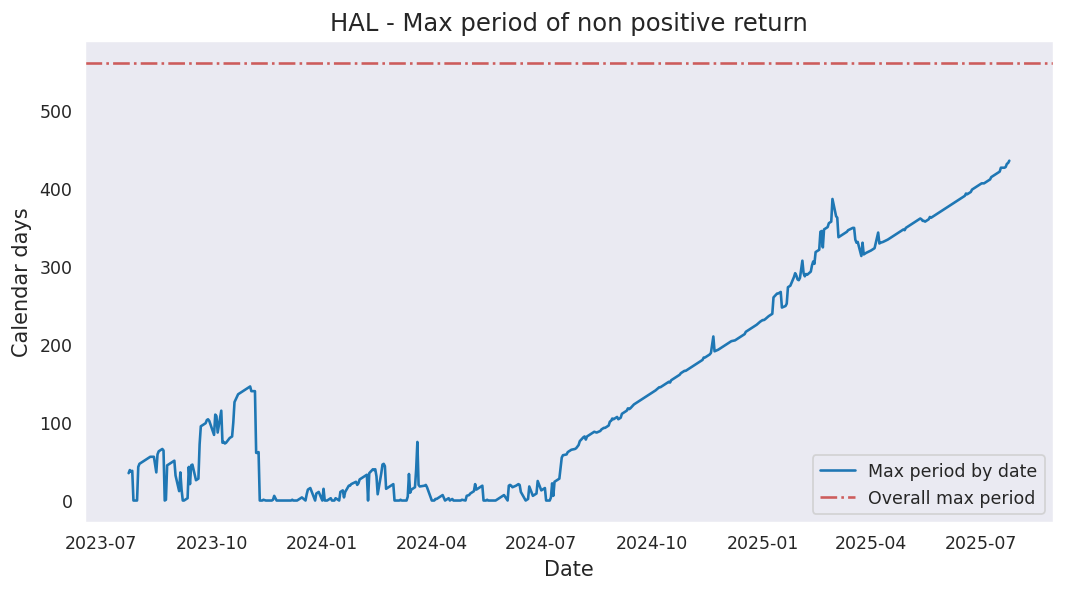 HAL - Max period of non positive return
Calendar days
500
400
300
200
100
0
Max period by date
Overall max period
2023-07 2023-10 2024-01 2024-04 2024-07 2024-10 2025-01 2025-04 2025-07
Date